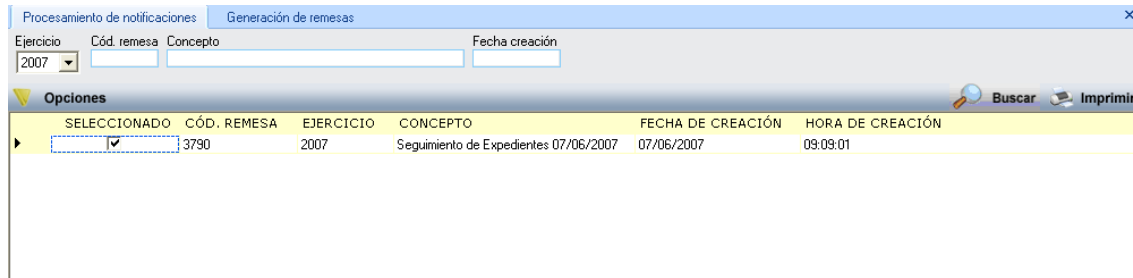 Procesamiento de notificaciones Generación de remesas
Ejercicio Cód. remesa Concepto Fecha creación
2007
Opciones Buscar Imprimir
SELECCIONADO CÓD. REMESA EJERCICIO CONCEPTO FECHA DE CREACIÓN HORA DE CREACIÓN
3790 2007 Seguimiento de Expedientes 07/06/2007 07/06/2007 09:09:01